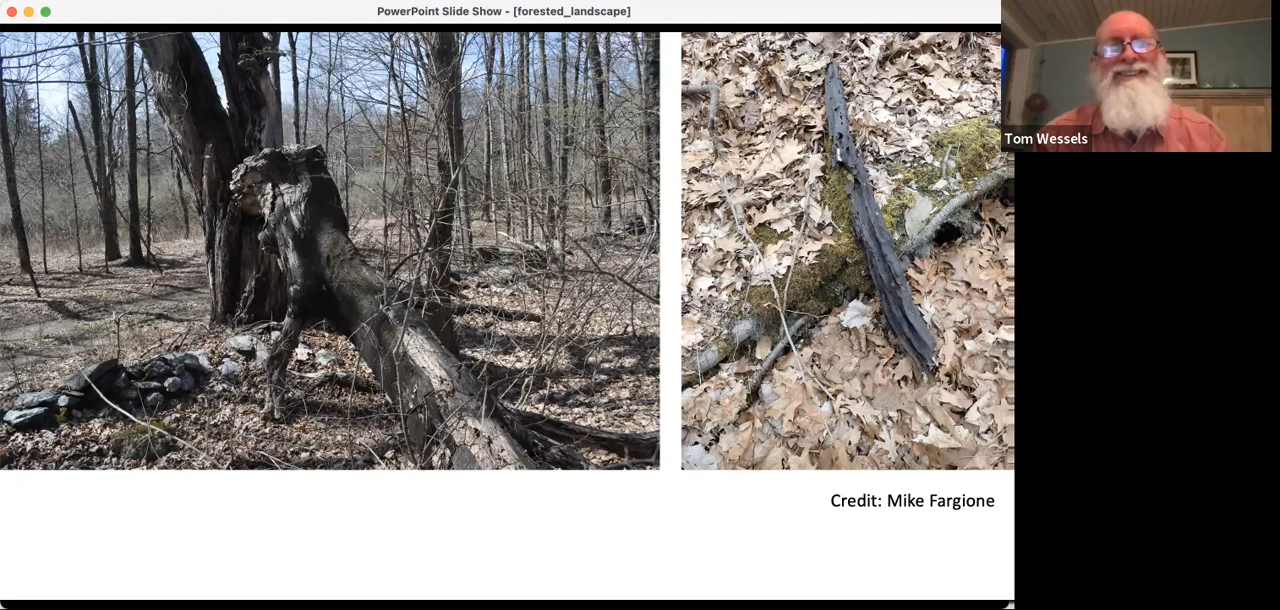 PowerPoint Slide Show - [forested_landscape]
Tom Wessels
Credit: Mike Fargione